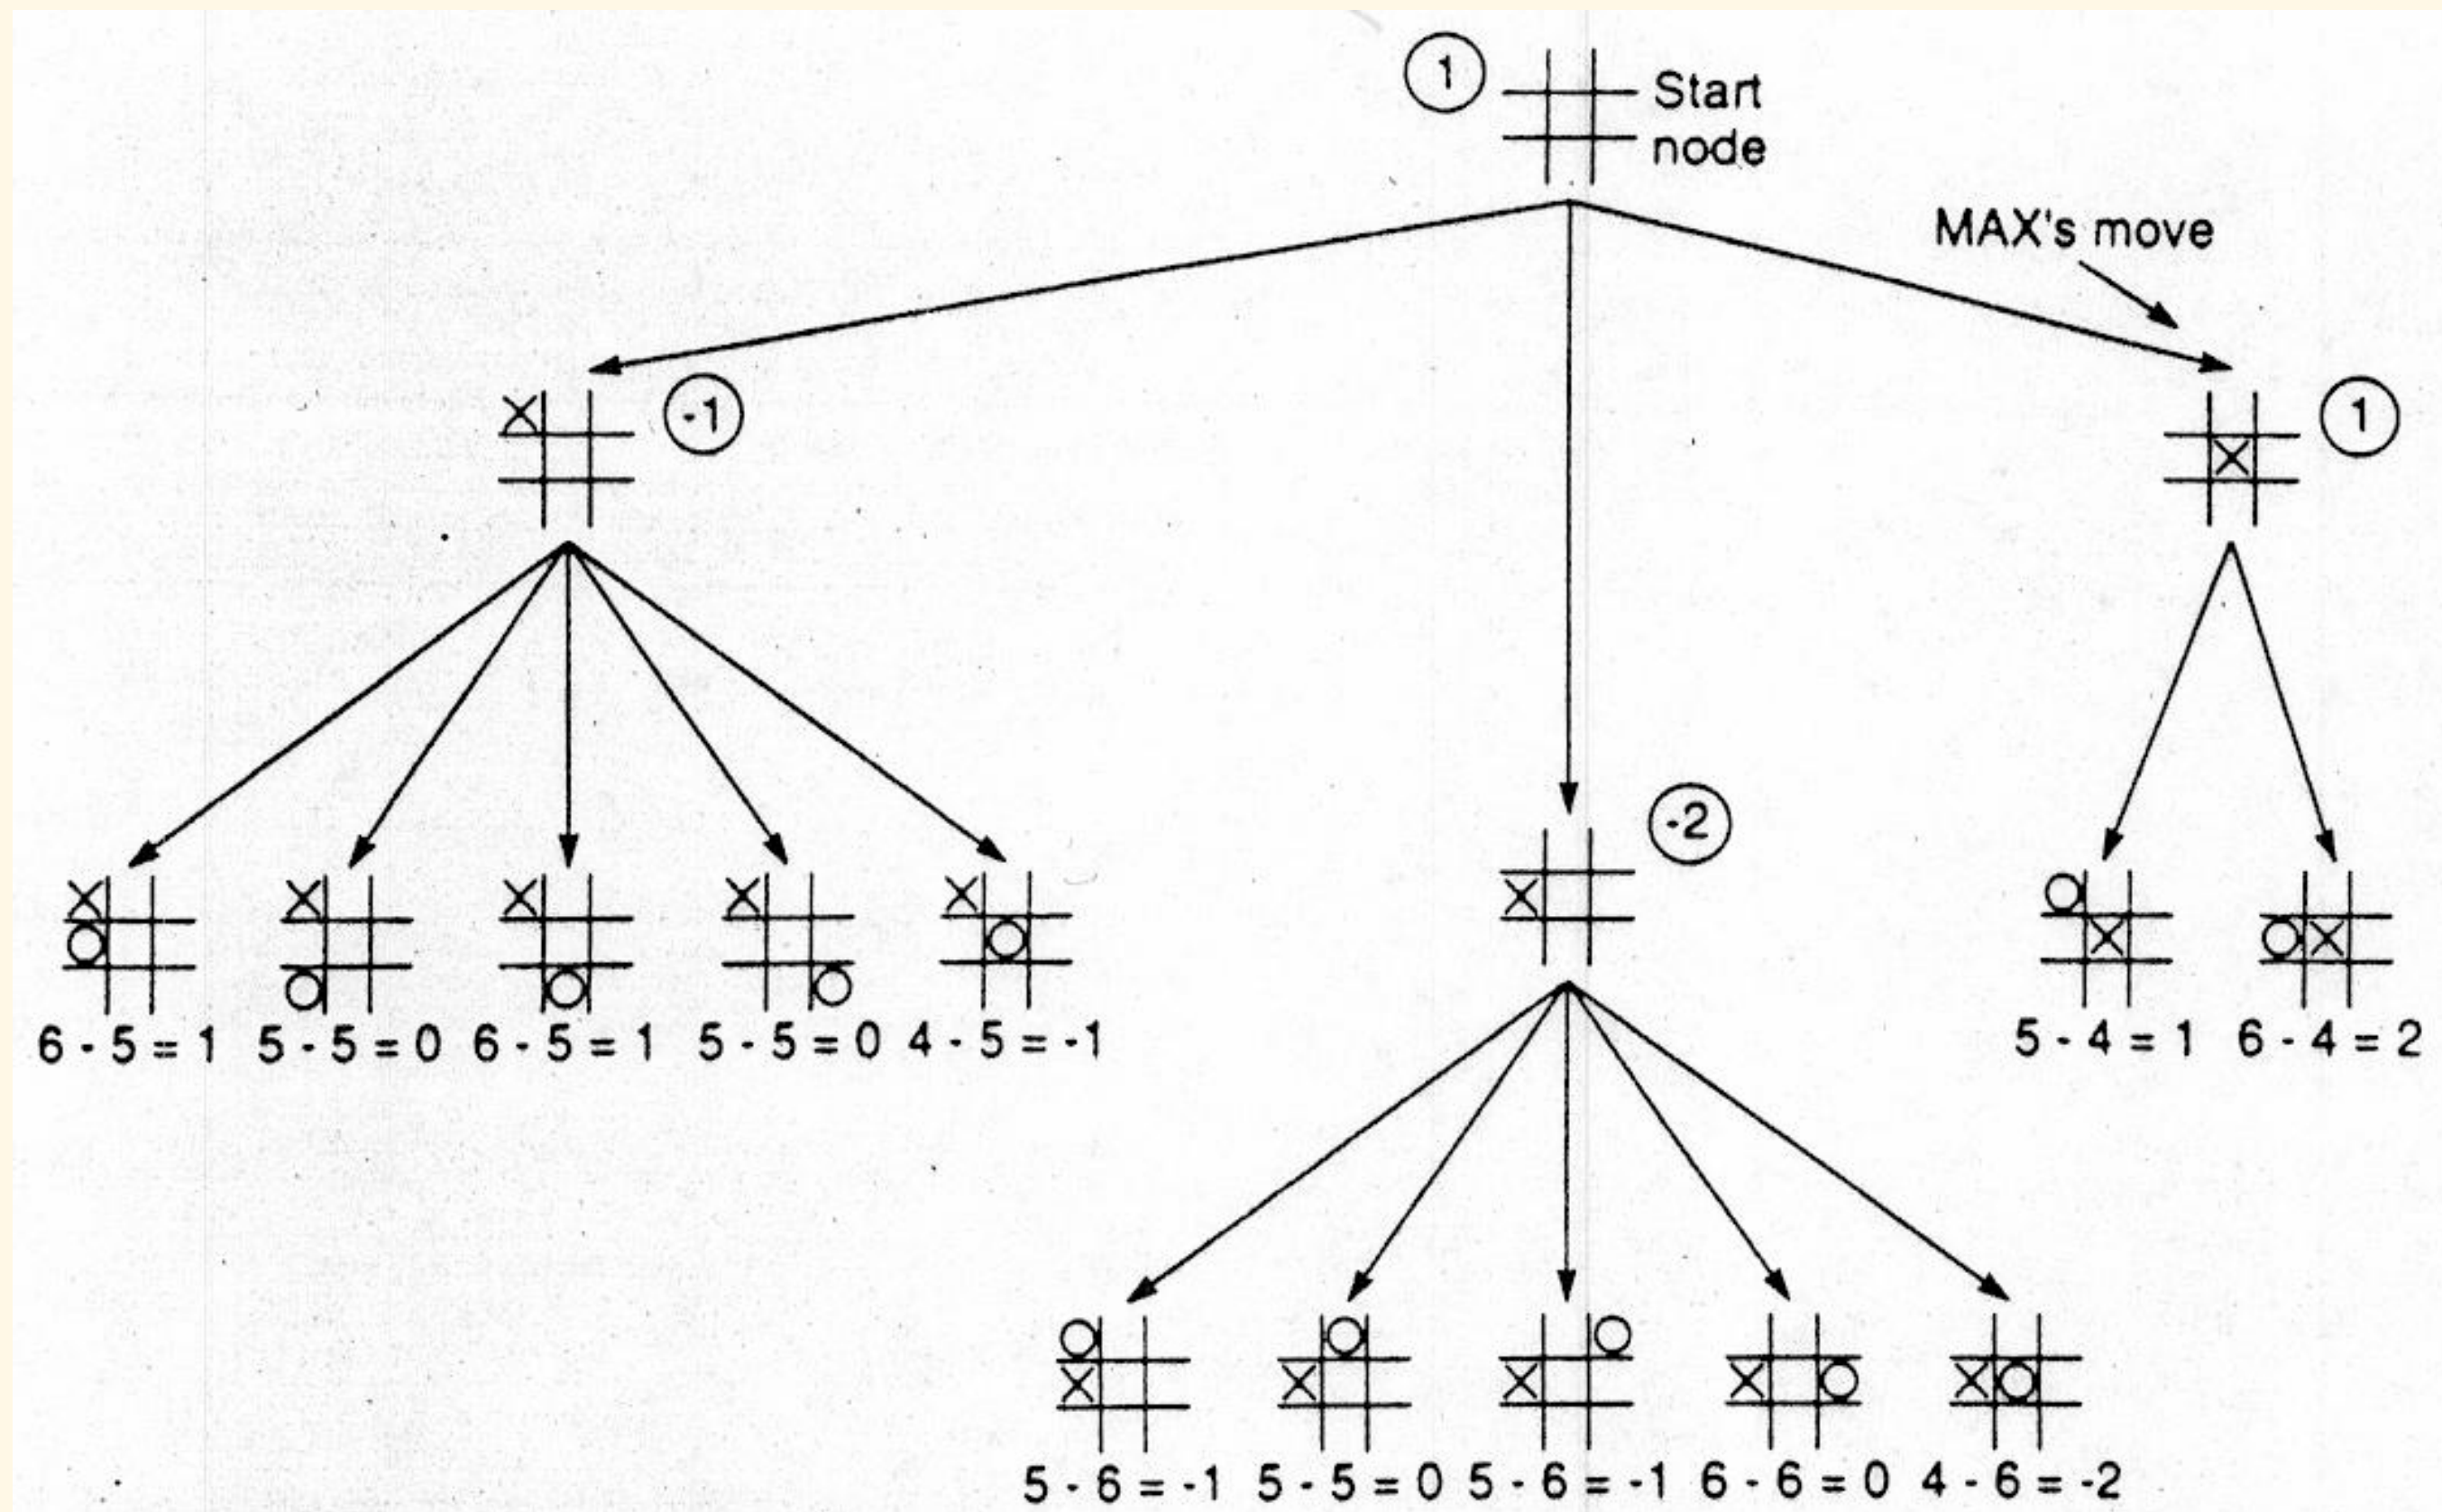 1
Start
node
MAX's move
-1
1
-2
6 - 5 = 1 5 - 5 = 0 6 - 5 = 1 5 - 5 = 0 4 - 5 = -1
5 - 4 = 1 6 - 4 = 2
5 - 6 = -1 5 - 5 = 0 5 - 6 = -1 6 - 6 = 0 4 - 6 = -2